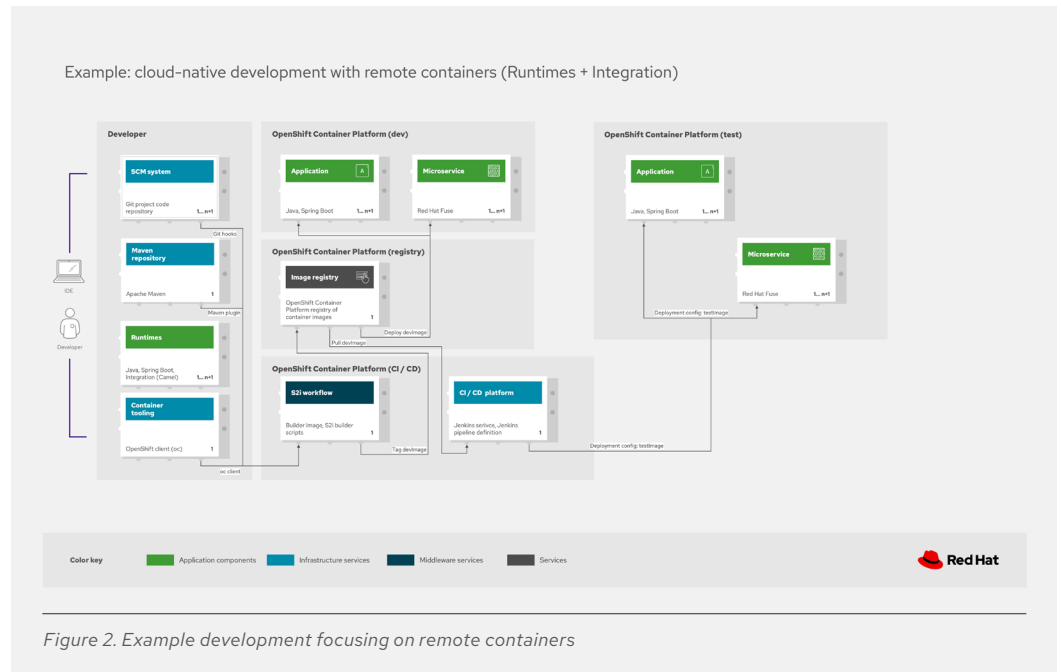 Example: cloud-native development with remote containers (Runtimes + Integration)
Developer
SCM system
Git project code
repository
1... n+1
Git hooks
Maven
repository
Apache Maven
1
Maven plugin
Runtimes
Java, Spring Boot,
Integration (Camel)
1... n+1
Container
tooling
OpenShift client (oc)
1
oc client
IDE
Developer
OpenShift Container Platform (dev)
Application
A
Java, Spring Boot
1... n+1
Microservice
Red Hat Fuse
1... n+1
OpenShift Container Platform (registry)
Image registry
OpenShift Container
Platform registry of
container images
1
Deploy devImage
Pull devImage
OpenShift Container Platform (CI / CD)
S2i workflow
Builder image, S2i builder
scripts
1
Tag devImage
CI / CD platform
Jenkins serivce, Jenkins
pipeline definition
1
Deployment config: testImage
OpenShift Container Platform (test)
Application
A
Java, Spring Boot
1... n+1
Microservice
Red Hat Fuse
1... n+1
Deployment config: testImage
Color key
Application components
Infrastructure services
Middleware services
Services
Red Hat
Figure 2. Example development focusing on remote containers